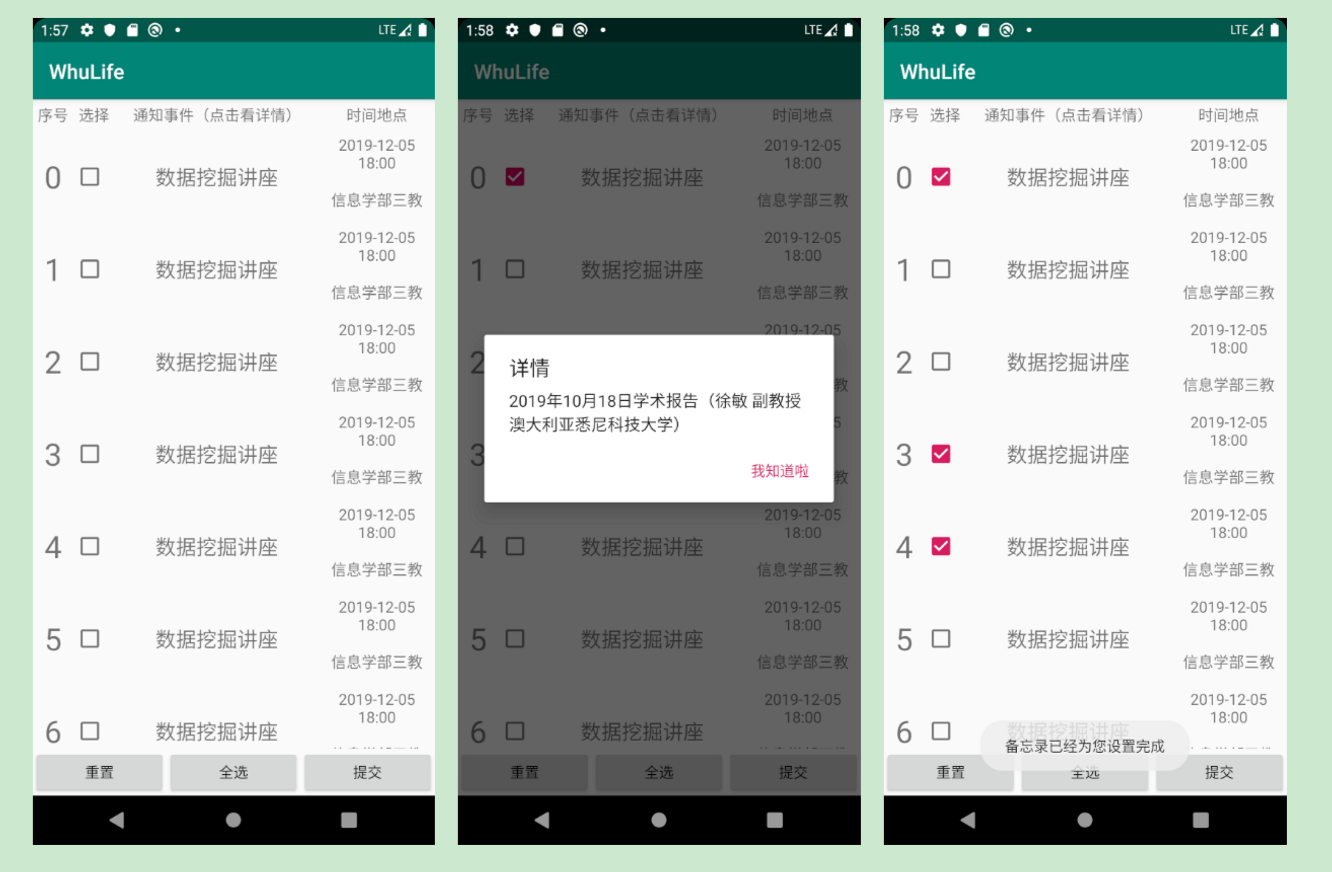 1:57
LTE
WhuLife
序号 选择 通知事件（点击看详情） 时间地点
2019-12-05
18:00
0 数据挖掘讲座
信息学部三教
2019-12-05
18:00
1 数据挖掘讲座
信息学部三教
2019-12-05
18:00
2 数据挖掘讲座
信息学部三教
2019-12-05
18:00
3 数据挖掘讲座
信息学部三教
2019-12-05
18:00
4 数据挖掘讲座
信息学部三教
2019-12-05
18:00
5 数据挖掘讲座
信息学部三教
2019-12-05
18:00
6 数据挖掘讲座
重置 全选 提交
1:58
LTE
WhuLife
序号 选择 通知事件（点击看详情） 时间地点
2019-12-05
18:00
0 数据挖掘讲座
信息学部三教
2019-12-05
18:00
1 数据挖掘讲座
信息学部三教
2019-12-05
2
教
详情
2019年10月18日学术报告（徐敏 副教授
澳大利亚悉尼科技大学）
我知道啦
5
3
教
2019-12-05
18:00
4 数据挖掘讲座
信息学部三教
2019-12-05
18:00
5 数据挖掘讲座
信息学部三教
2019-12-05
18:00
6 数据挖掘讲座
重置 全选 提交
1:58
LTE
WhuLife
序号 选择 通知事件（点击看详情） 时间地点
2019-12-05
18:00
0 数据挖掘讲座
信息学部三教
2019-12-05
18:00
1 数据挖掘讲座
信息学部三教
2019-12-05
18:00
2 数据挖掘讲座
信息学部三教
2019-12-05
18:00
3 数据挖掘讲座
信息学部三教
2019-12-05
18:00
4 数据挖掘讲座
信息学部三教
2019-12-05
18:00
5 数据挖掘讲座
信息学部三教
2019-12-05
18:00
6 数据挖掘讲座
备忘录已经为您设置完成
重置 全选 提交